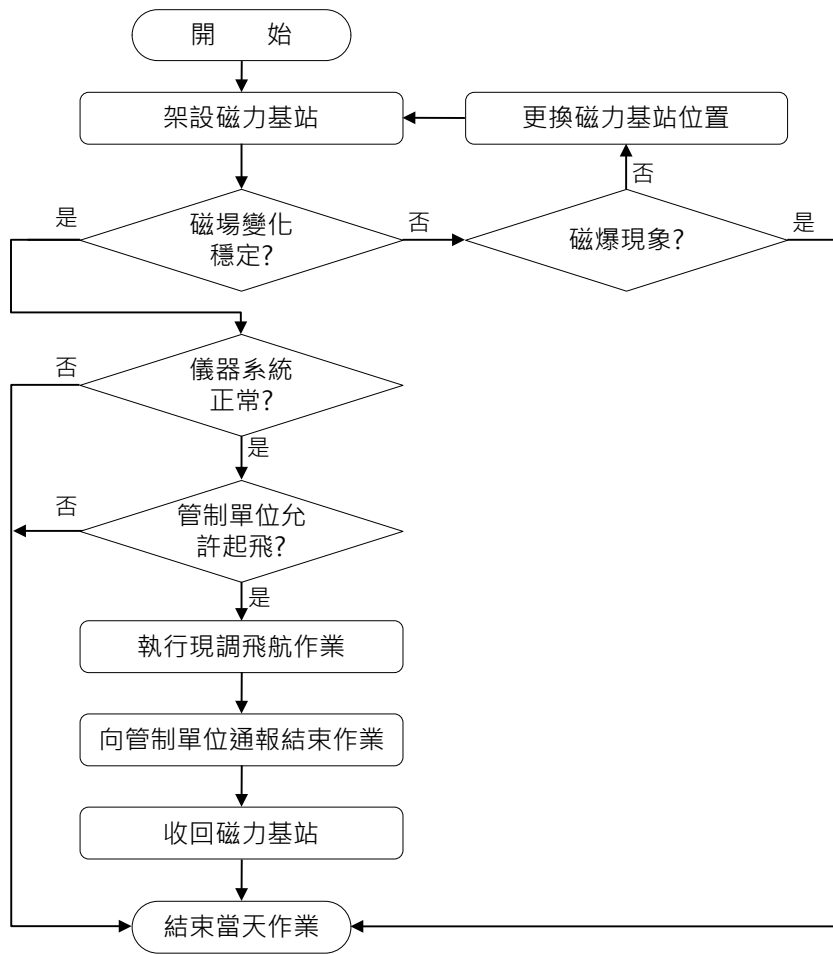 開　　始
架設磁力基站
更換磁力基站位置
否
是
磁場變化
穩定?
否
磁爆現象?
是
否
儀器系統
正常?
是
否
管制單位允
許起飛?
是
執行現調飛航作業
向管制單位通報結束作業
收回磁力基站
結束當天作業